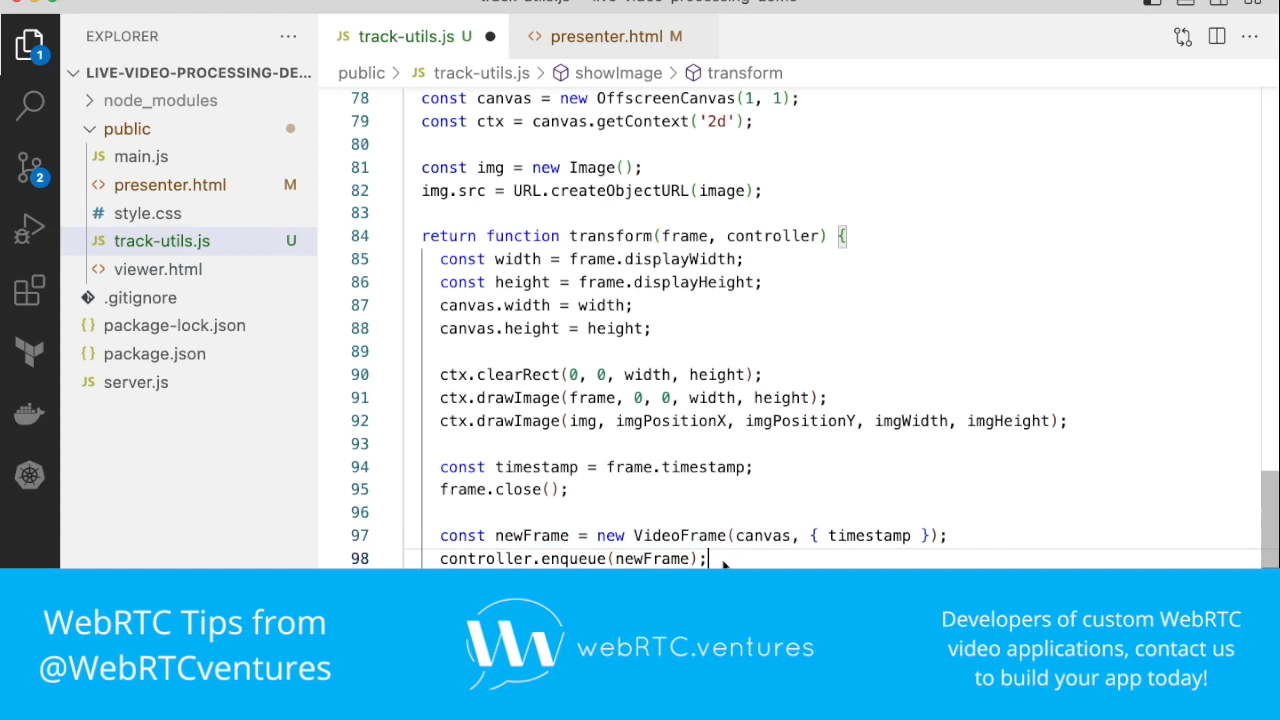 EXPLORER
LIVE-VIDEO-PROCESSING-DE...
node_modules
public
JS main.js
<> presenter.html M
# style.css
JS track-utils.js U
<> viewer.html
.gitignore
{} package-lock.json
{} package.json
JS server.js
1
2
JS track-utils.js U
<> presenter.html M
public > JS track-utils.js > showImage > transform
78 const canvas = new OffscreenCanvas(1, 1);
79 const ctx = canvas.getContext('2d');
80
81 const img = new Image();
82 img.src = URL.createObjectURL(image);
83
84 return function transform(frame, controller) {
85 const width = frame.displayWidth;
86 const height = frame.displayHeight;
87 canvas.width = width;
88 canvas.height = height;
89
90 ctx.clearRect(0, 0, width, height);
91 ctx.drawImage(frame, 0, 0, width, height);
92 ctx.drawImage(img, imgPositionX, imgPositionY, imgWidth, imgHeight);
93
94 const timestamp = frame.timestamp;
95 frame.close();
96
97 const newFrame = new VideoFrame(canvas, { timestamp });
98 controller.enqueue(newFrame);
WebRTC Tips from
@WebRTCventures
webRTC.ventures
Developers of custom WebRTC
video applications, contact us
to build your app today!